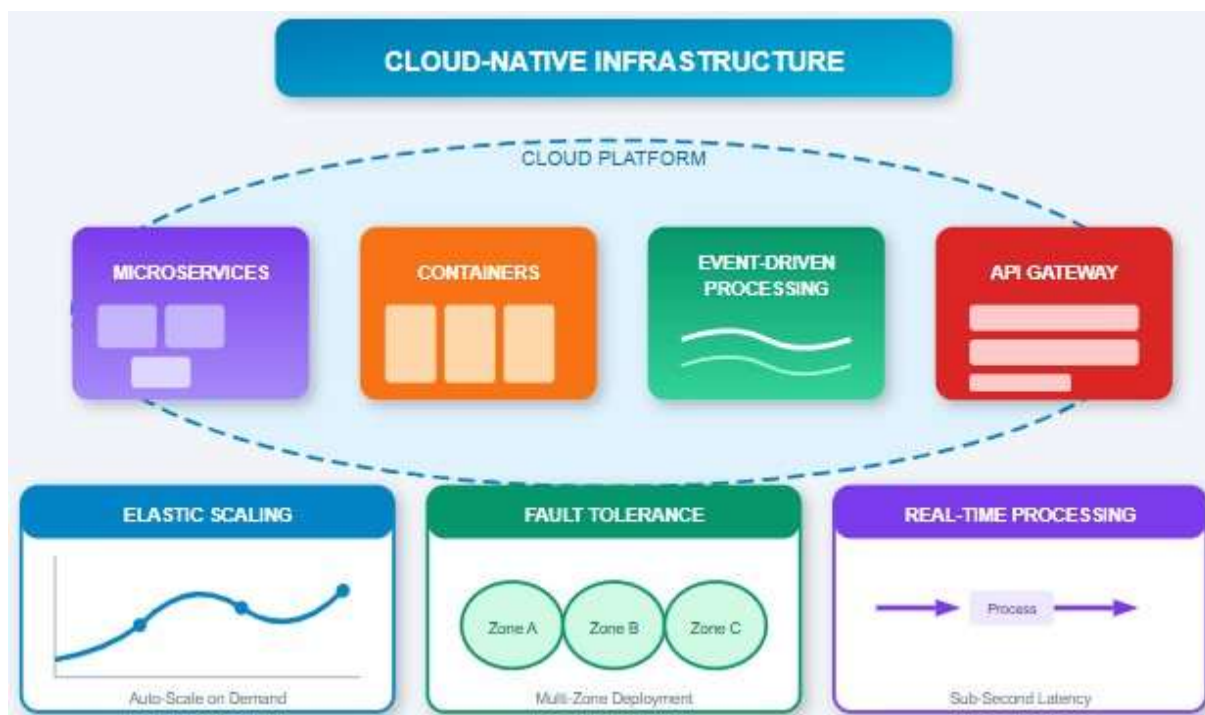 CLOUD-NATIVE INFRASTRUCTURE
CLOUD PLATFORM
MICROSERVICES
CONTAINERS
EVENT-DRIVEN
PROCESSING
API GATEWAY
ELASTIC SCALING
Auto-Scale on Demand
FAULT TOLERANCE
Zone A
Zone B
Zone C
Multi-Zone Deployment
REAL-TIME PROCESSING
Process
Sub-Second Latency